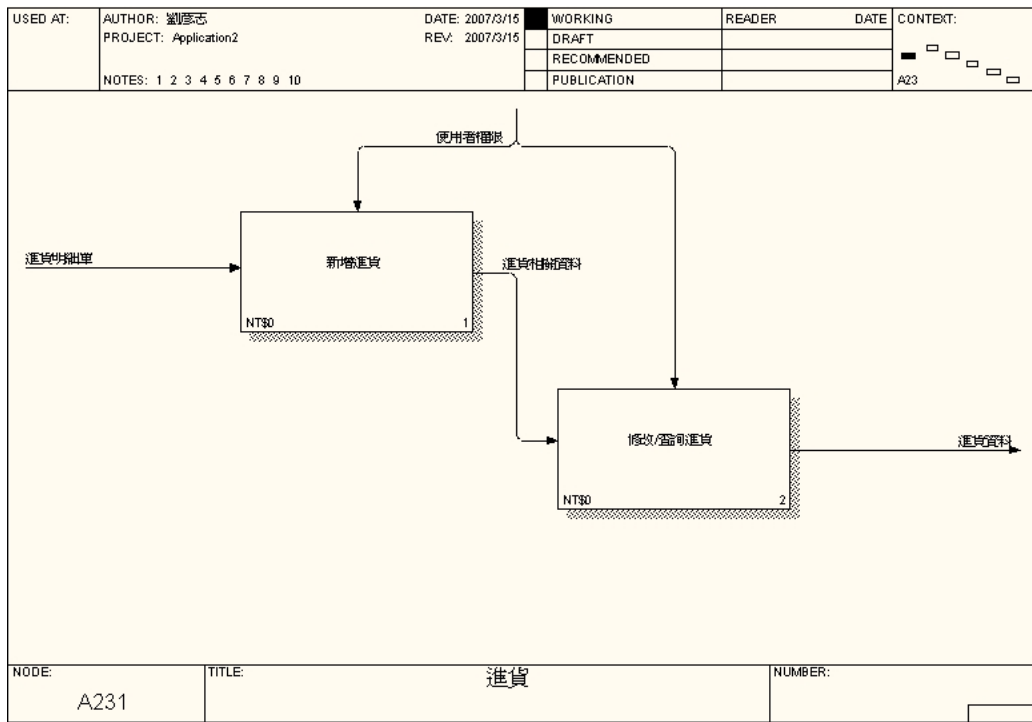 USED AT:
AUTHOR: 劉彥志
DATE: 2007/3/15
WORKING
READER
DATE
CONTEXT:
PROJECT: Application2
REV: 2007/3/15
DRAFT
RECOMMENDED
NOTES: 1 2 3 4 5 6 7 8 9 10
PUBLICATION
A23
使用者權限
進貨明細單
新增進貨
進貨相關資料
NT$0
1
修改/查詢進貨
進貨資料
NT$0
2
NODE:
TITLE:
進貨
NUMBER:
A231